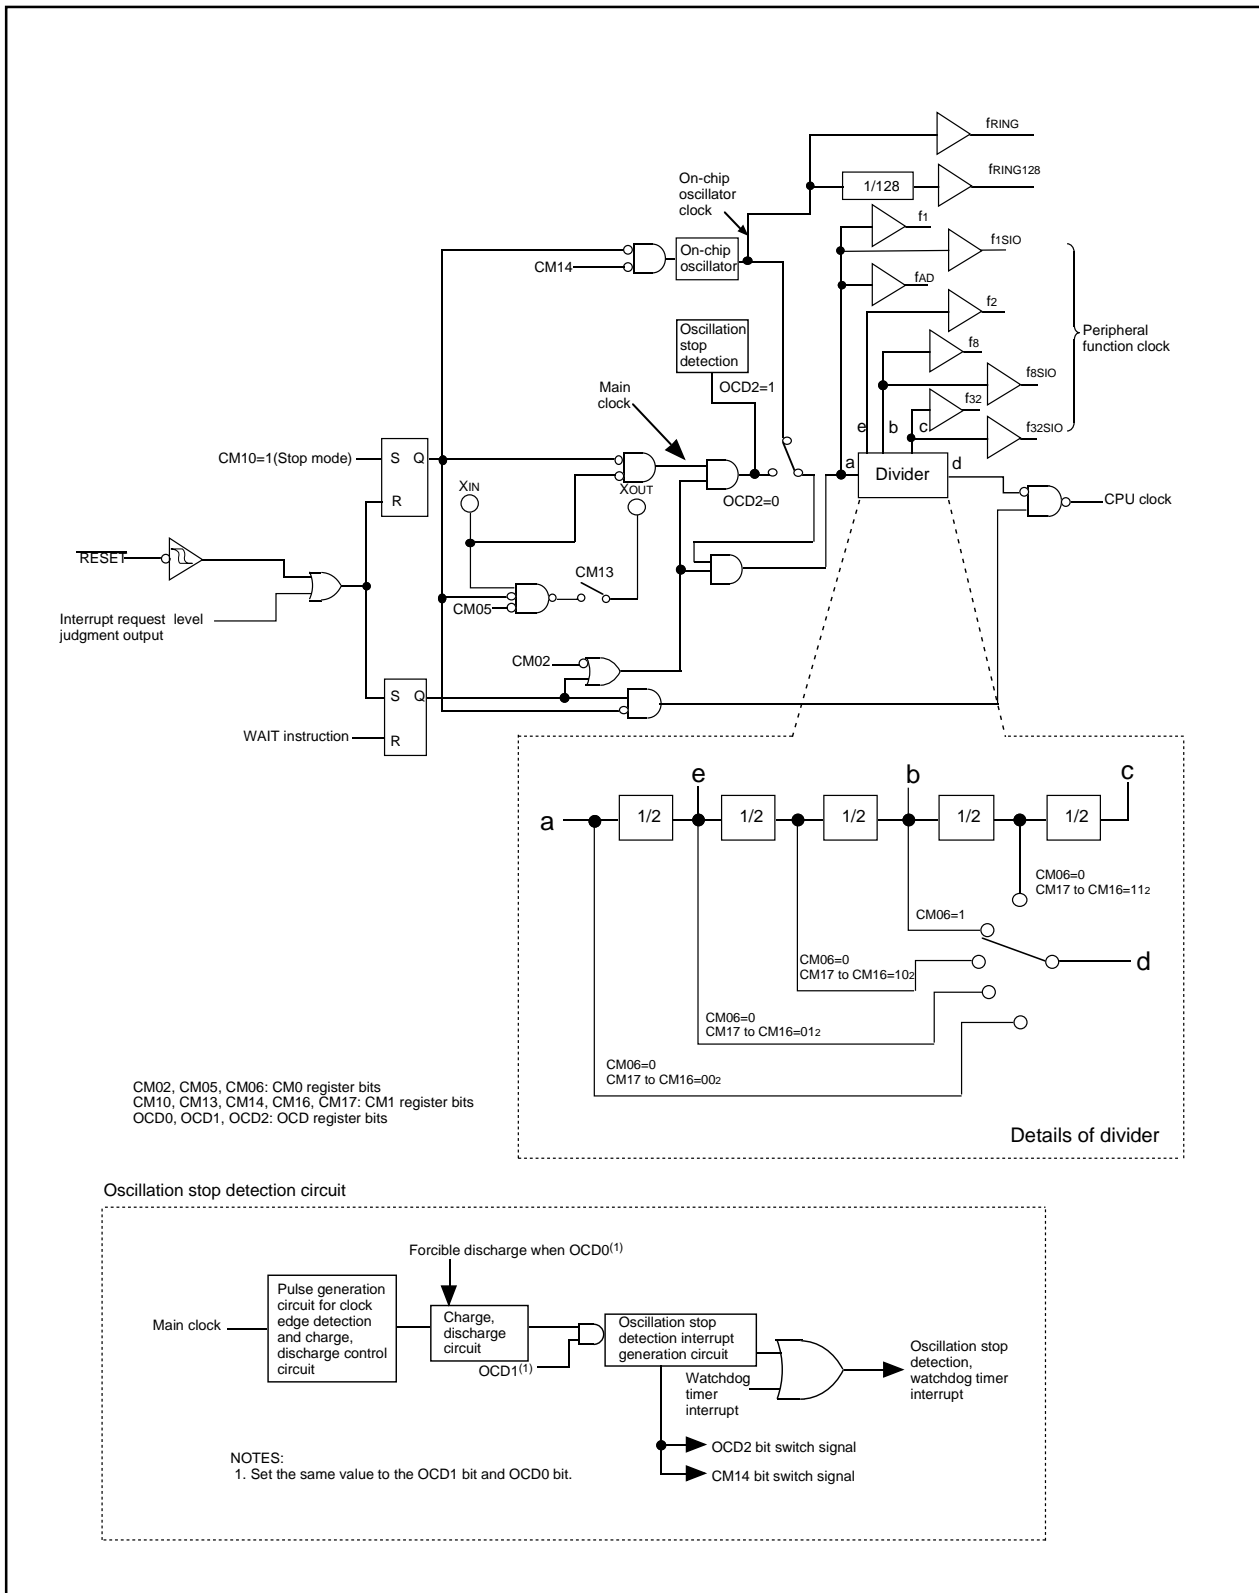 fRING
fRING128
1/128
On-chip
oscillator
clock
f1
f1SIO
On-chip
oscillator
CM14
fAD
f2
Oscillation
stop
detection
Peripheral
function clock
f8
f8SIO
OCD2=1
Main
clock
f32
f32SIO
e
b
c
CM10=1(Stop mode)
S
Q
R
XIN
XOUT
a
Divider
d
OCD2=0
CPU clock
RESET
CM13
CM05
Interrupt request level
judgment output
CM02
S
Q
R
WAIT instruction
e
b
c
a
1/2
1/2
1/2
1/2
1/2
CM06=0
CM17 to CM16=112
CM06=1
CM06=0
CM17 to CM16=102
d
CM06=0
CM17 to CM16=012
CM06=0
CM17 to CM16=002
CM02, CM05, CM06: CM0 register bits
CM10, CM13, CM14, CM16, CM17: CM1 register bits
OCD0, OCD1, OCD2: OCD register bits
Details of divider
Oscillation stop detection circuit
Forcible discharge when OCD0(1)
Main clock
Pulse generation
circuit for clock
edge detection
and charge,
discharge control
circuit
Charge,
discharge
circuit
OCD1(1)
Oscillation stop
detection interrupt
generation circuit
Watchdog
timer
interrupt
Oscillation stop
detection,
watchdog timer
interrupt
OCD2 bit switch signal
CM14 bit switch signal
NOTES:
1. Set the same value to the OCD1 bit and OCD0 bit.